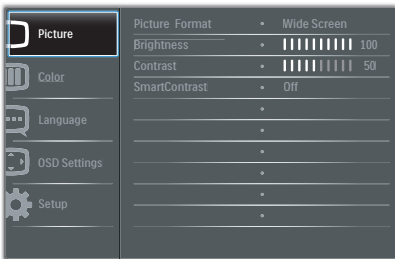 Picture
Color
Language
OSD Settings
Setup
Picture Format Wide Screen
Brightness 100
Contrast 50
SmartContrast Off